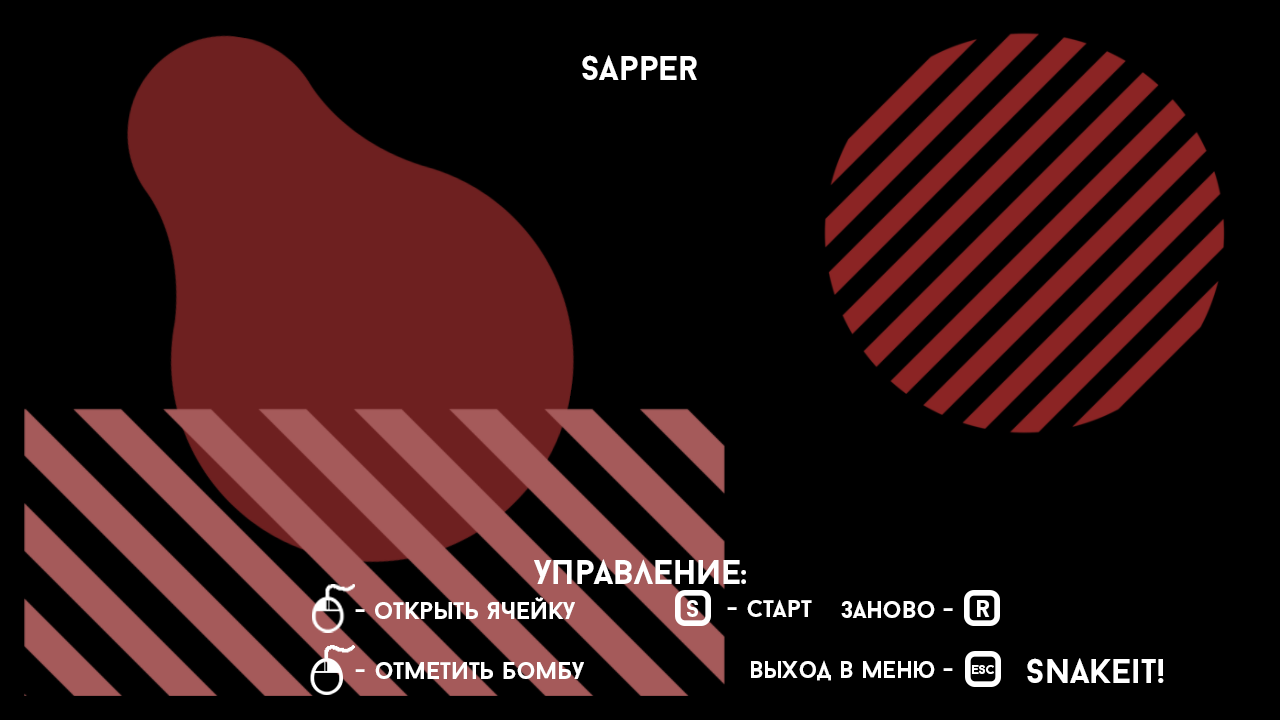 SAPPER
УПРАВЛЕНИЕ:
- ОТКРЫТЬ ЯЧЕЙКУ S - СТАРТ ЗАНОВО - R
- ОТМЕТИТЬ БОМБУ ВЫХОД В МЕНЮ - ESC SNAKEIT!